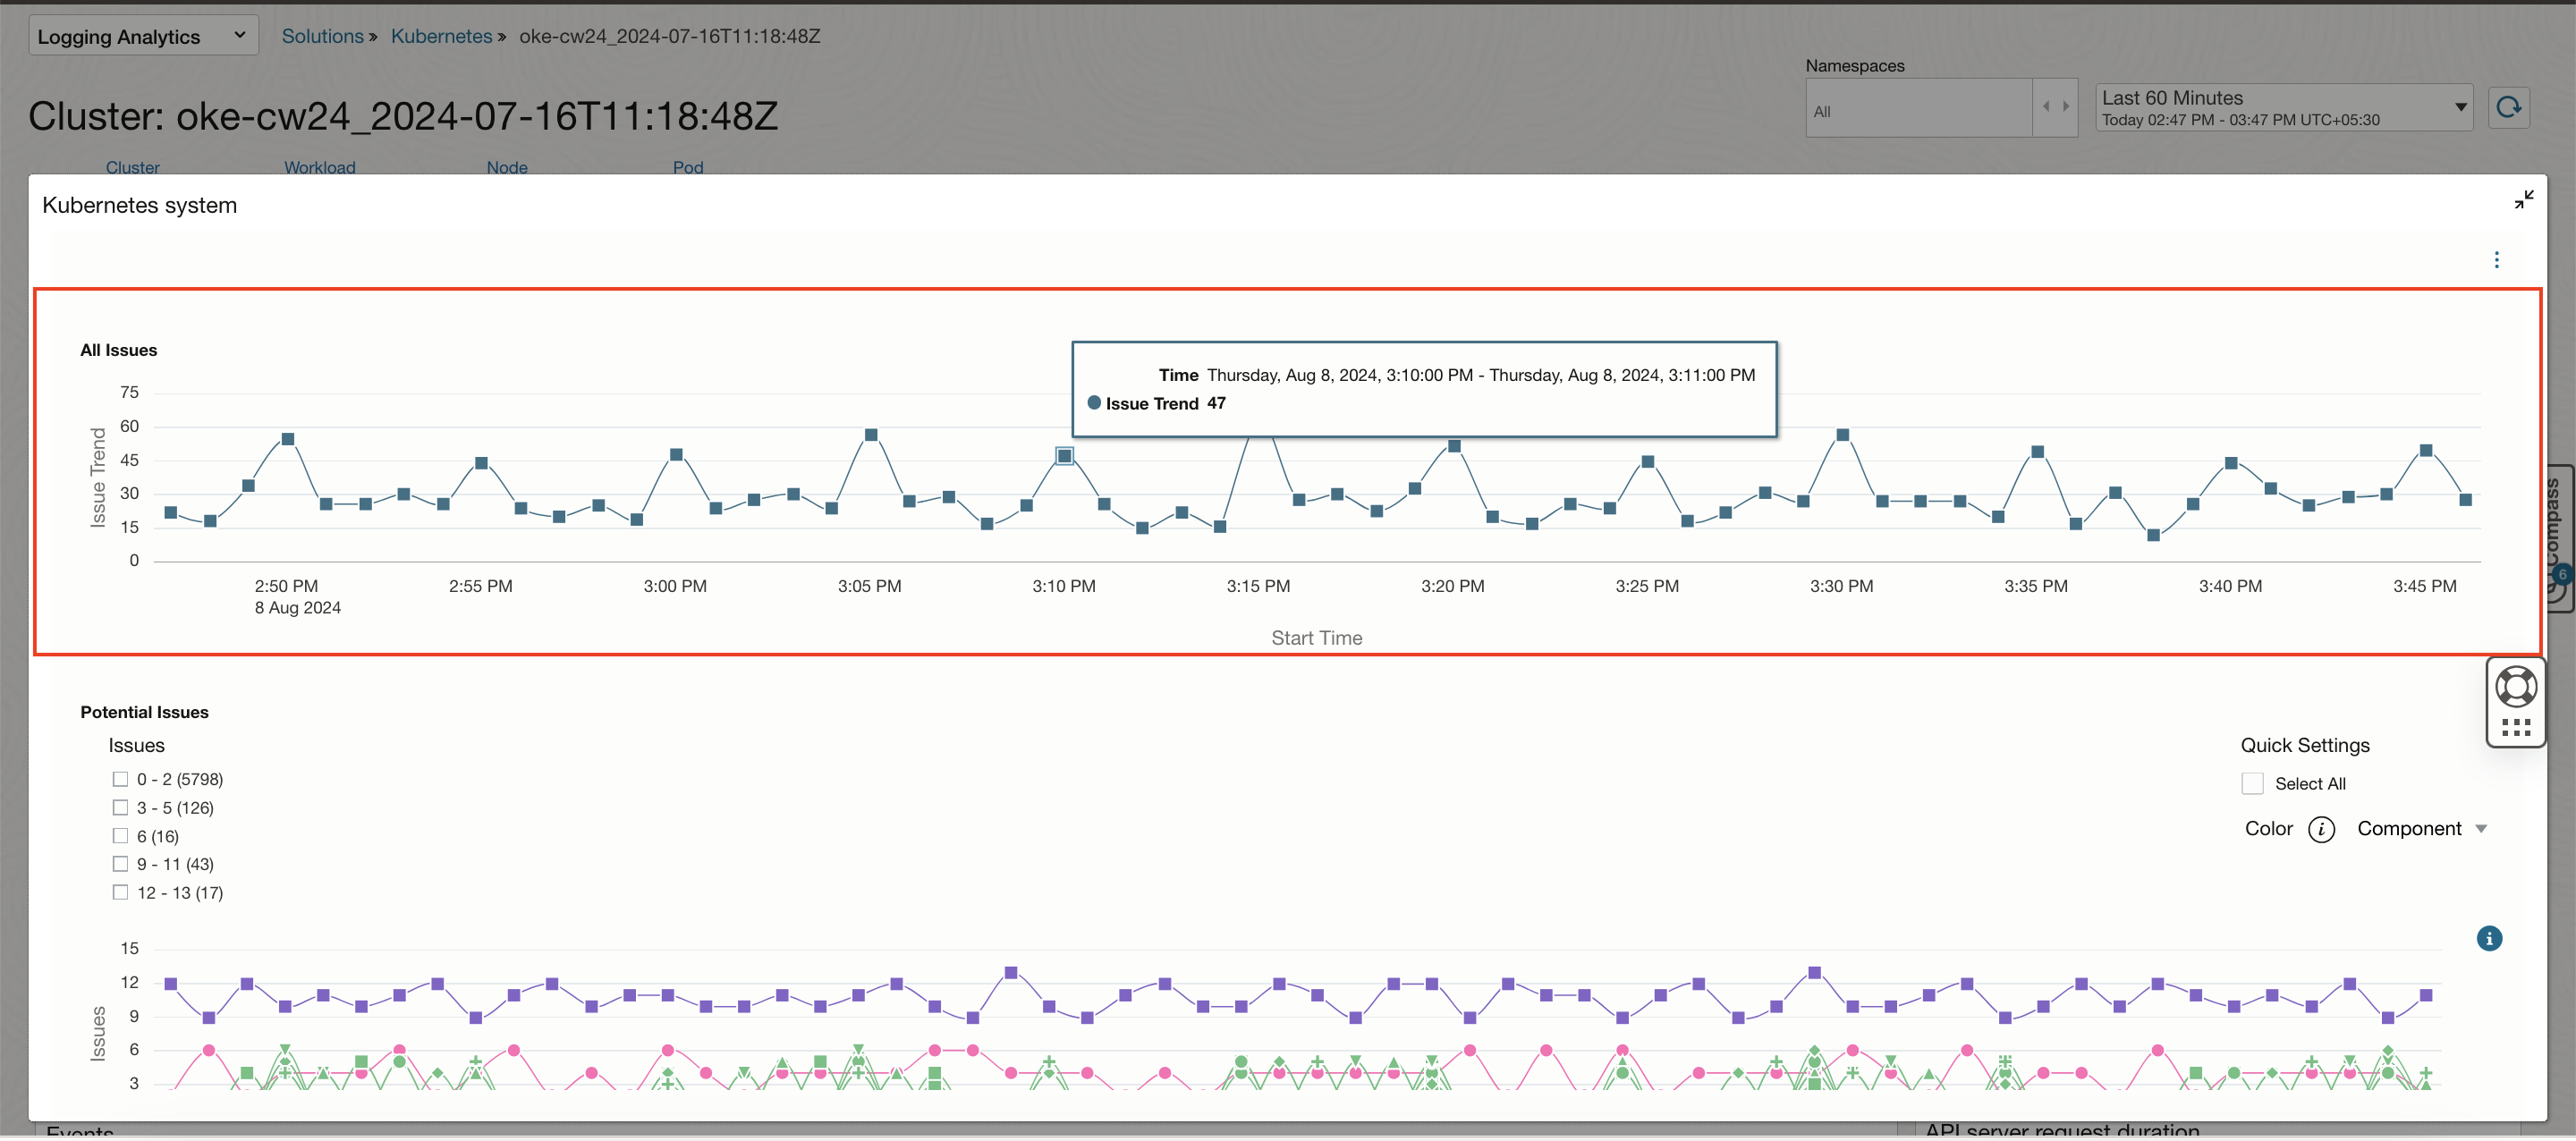 Logging Analytics Solutions » Kubernetes » oke-cw24_2024-07-16T11:18:48Z
Namespaces
All
Last 60 Minutes
Today 02:47 PM - 03:47 PM UTC+05:30
Cluster: oke-cw24_2024-07-16T11:18:48Z
Cluster Workload Node Pod
Kubernetes system
All Issues
Time Thursday, Aug 8, 2024, 3:10:00 PM - Thursday, Aug 8, 2024, 3:11:00 PM
Issue Trend 47
75
60
45
30
15
0
Issue Trend
2:50 PM 2:55 PM 3:00 PM 3:05 PM 3:10 PM 3:15 PM 3:20 PM 3:25 PM 3:30 PM 3:35 PM 3:40 PM 3:45 PM
8 Aug 2024
Start Time
6
Potential Issues
Issues
0 - 2 (5798)
3 - 5 (126)
6 (16)
9 - 11 (43)
12 - 13 (17)
Quick Settings
Select All
Color i Component
15
12
9
6
3
Issues
i
Events
API server request duration